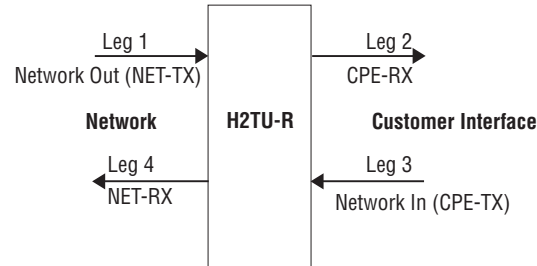 Leg 1
Network Out (NET-TX)
Leg 2
CPE-RX
Network
H2TU-R
Customer Interface
Leg 4
NET-RX
Leg 3
Network In (CPE-TX)